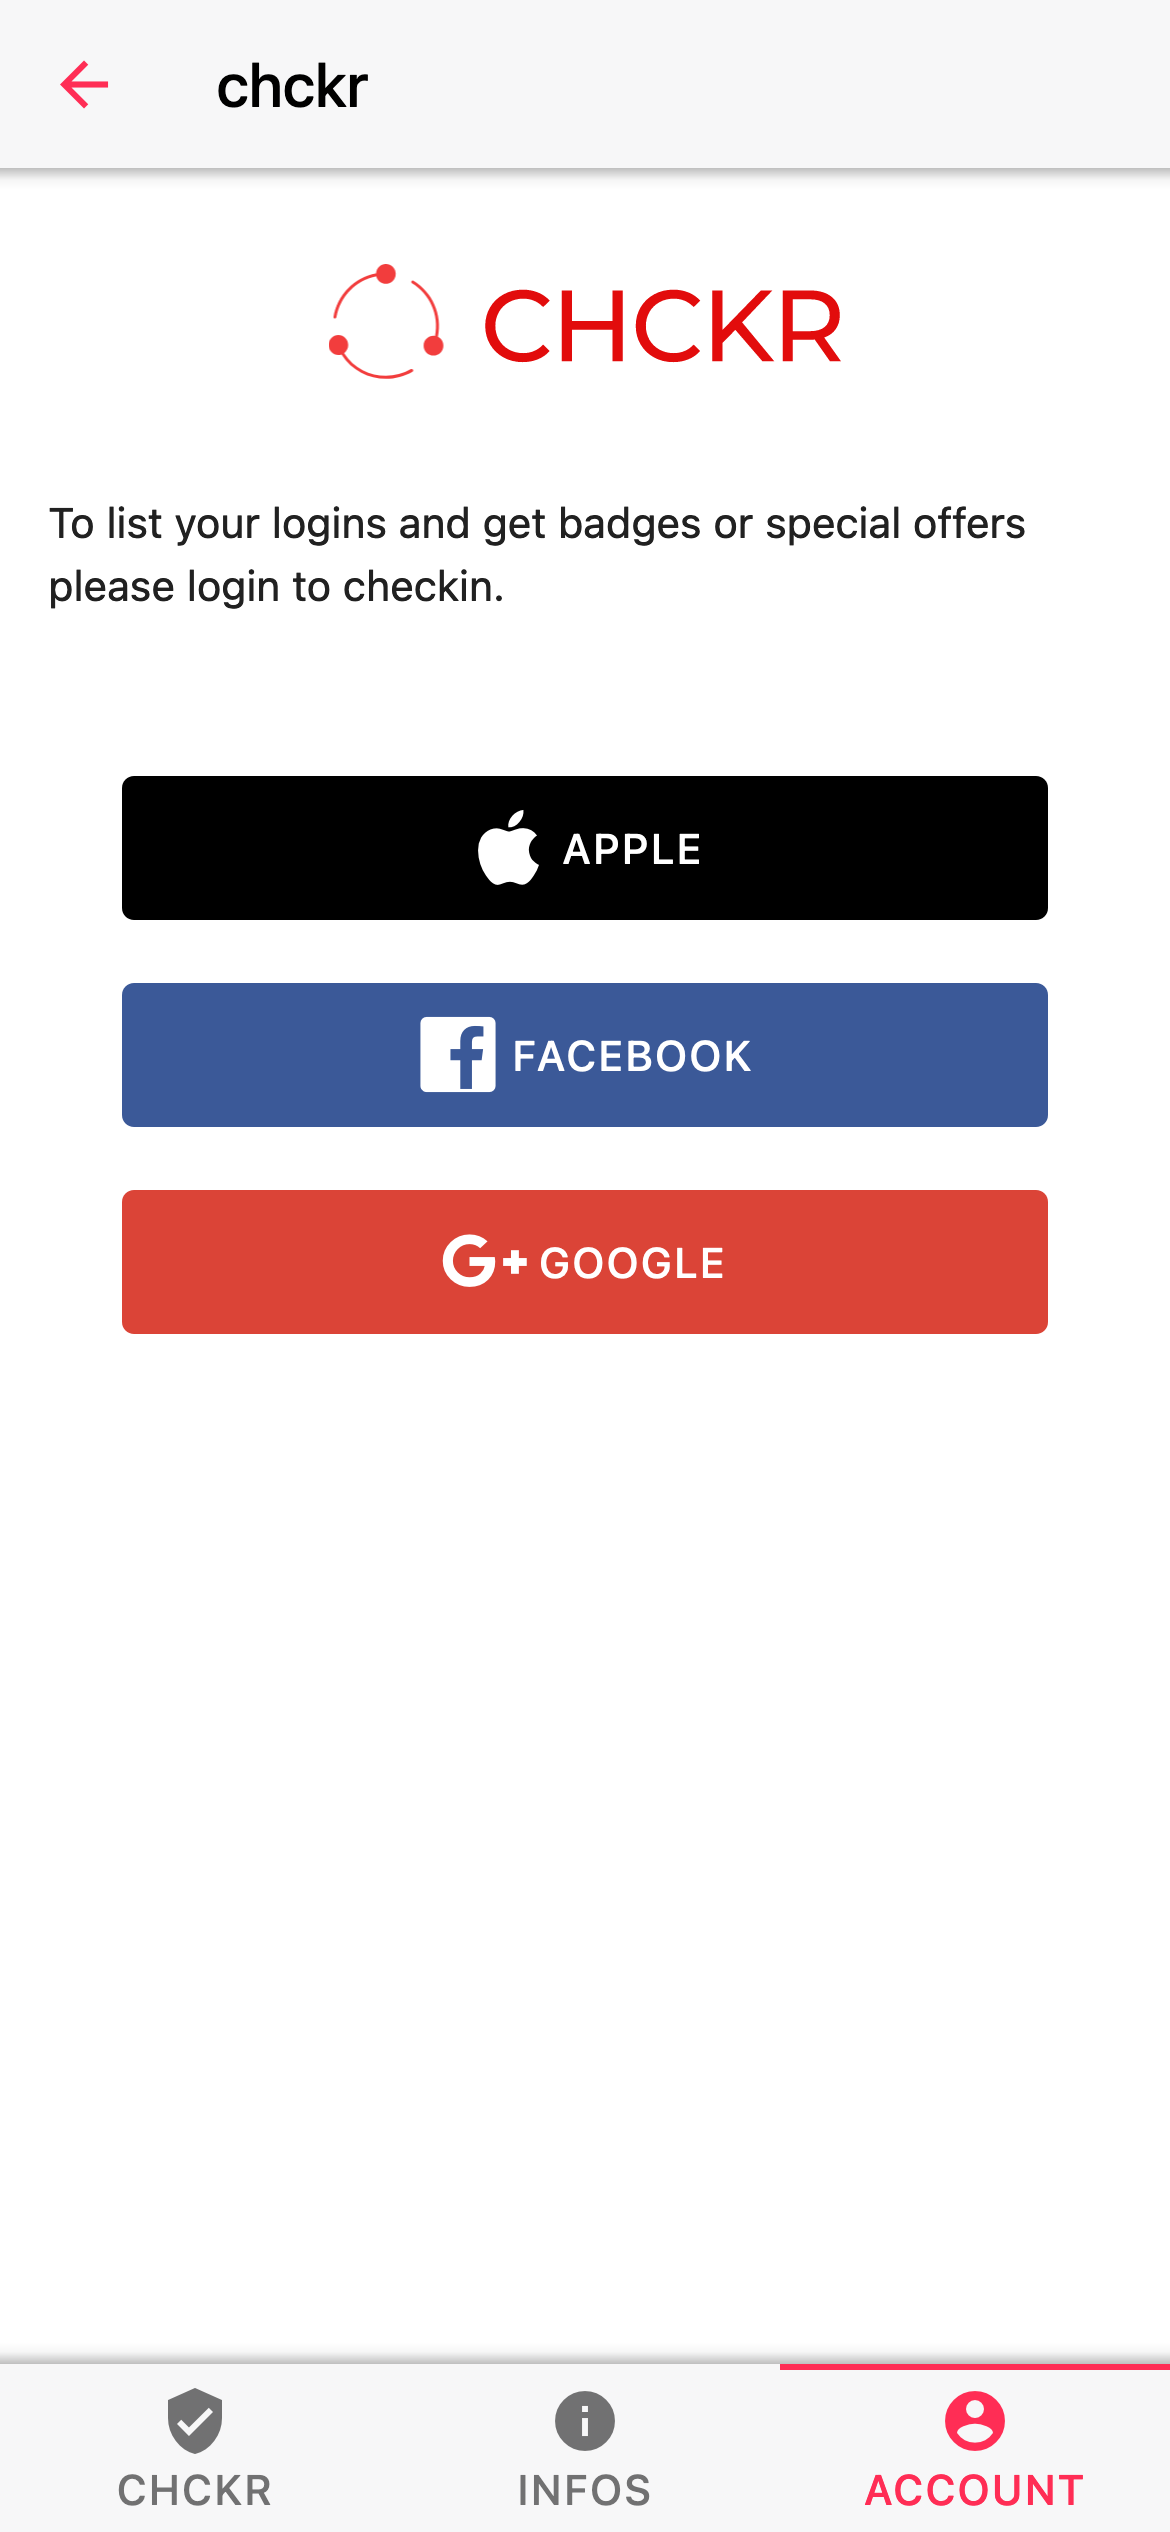 chckr
CHCKR
To list your logins and get badges or special offers
please login to checkin.
APPLE
FACEBOOK
G+ GOOGLE
CHCKR
INFOS
ACCOUNT